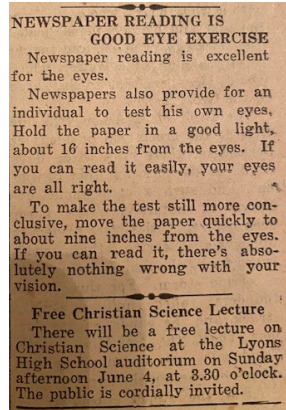 NEWSPAPER READING IS
GOOD EYE EXERCISE
Newspaper reading is excellent
for the eyes.
Newspapers also provide for an
individual to test his own eyes,
Hold the paper in a good light,
about 16 inches from the eyes. If
you can read it easily, your eyes
are all right.
To make the test still more con-
clusive, move the paper quickly to
about nine inches from the eyes.
If you can read it, there's abso-
lutely nothing wrong with your
vision.
Free Christian Science Lecture
There will be a free lecture on
Christian Science at the Lyons
High School auditorium on Sunday
afternoon June 4, at 3.30 o'clock.
The public is cordially invited.